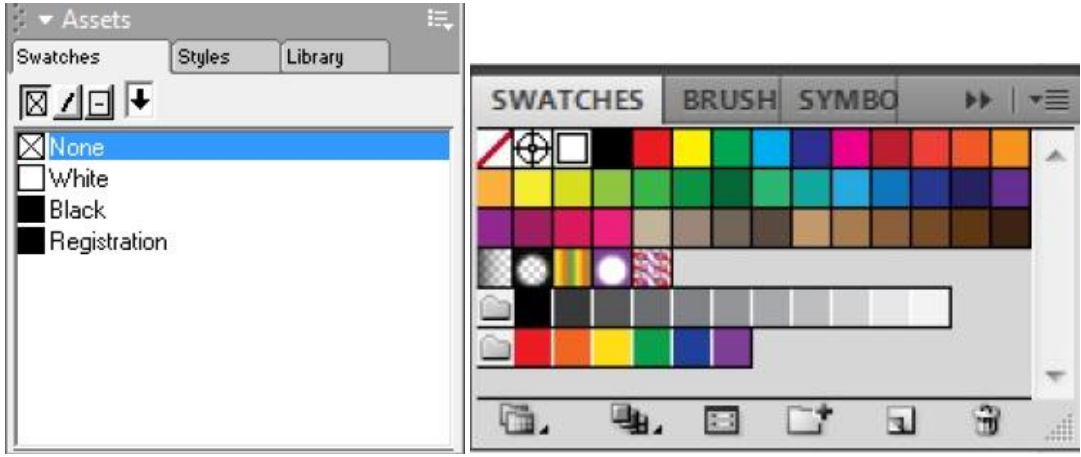 Assets
Swatches Styles Library
None
White
Black
Registration
SWATCHES BRUSH SYMBO